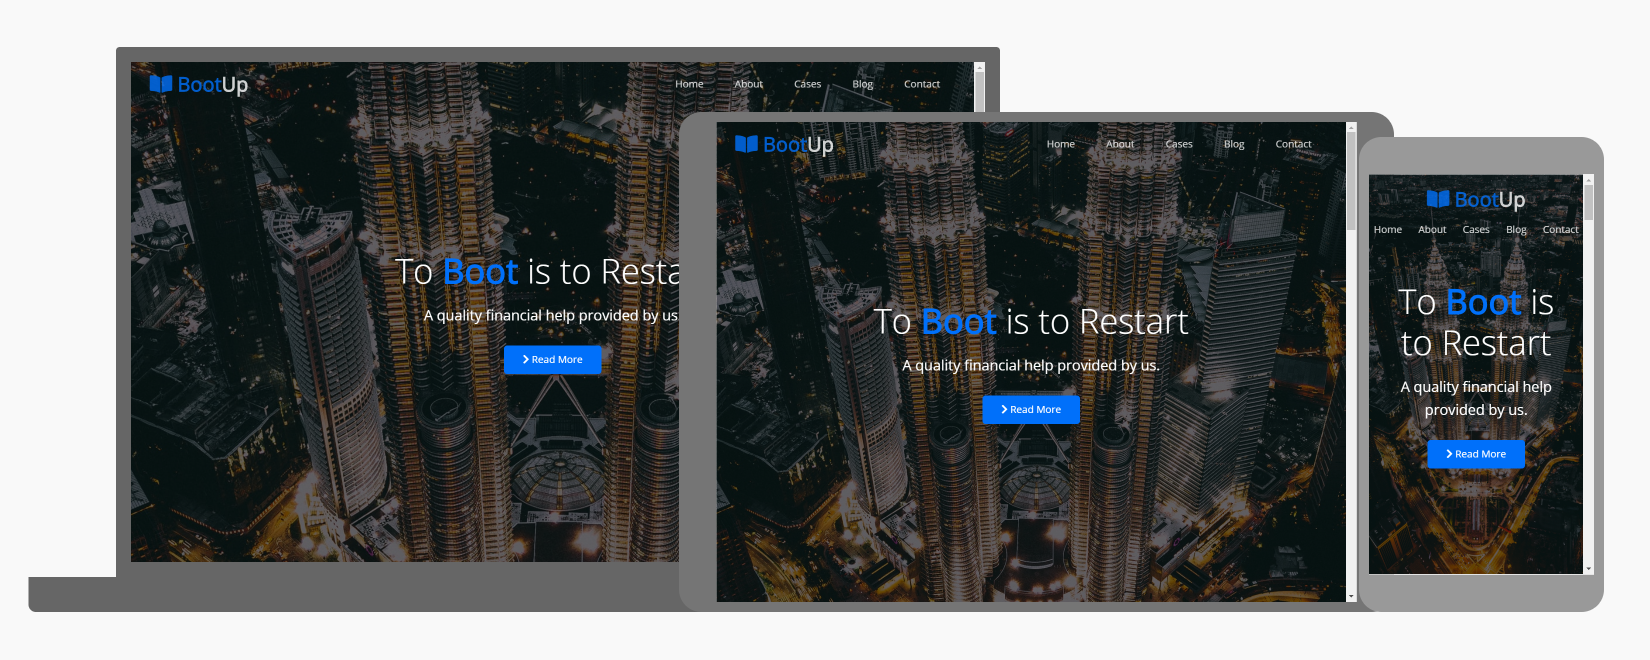 BootUp
Home About Cases Blog Contact
To Boot is to Resta
A quality financial help provided by us
Read More
BootUp
Home About Cases Blog Contact
To Boot is to Restart
A quality financial help provided by us.
Read More
BootUp
Home About Cases Blog Contact
To Boot is
to Restart
A quality financial help
provided by us.
Read More